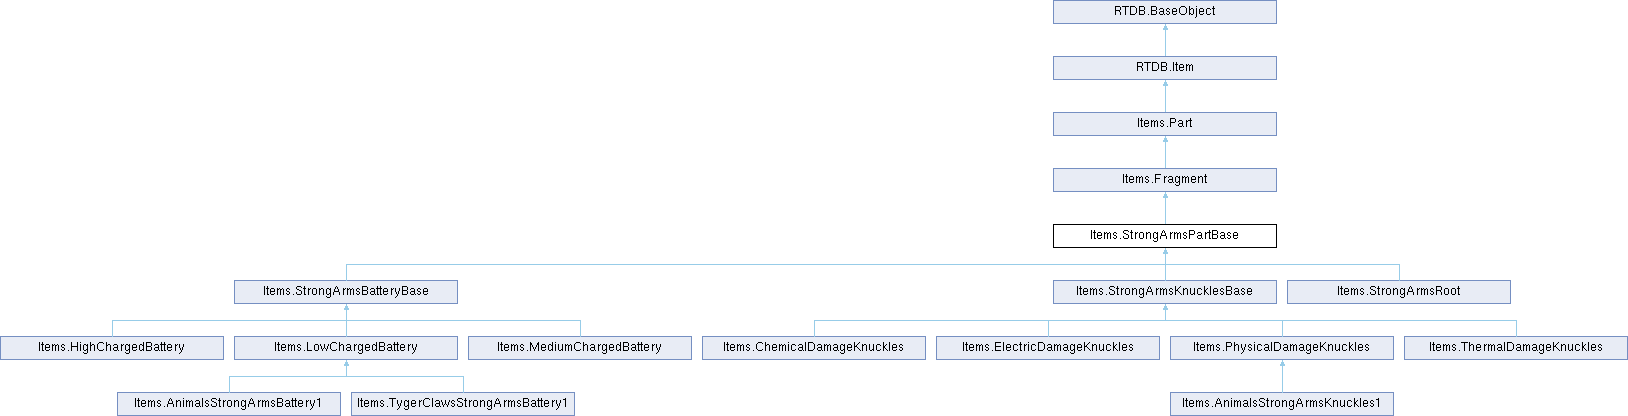 RTDB.BaseObject
RTDB.Item
Items.Part
Items.Fragment
Items.StrongArmsPartBase
Items.StrongArmsBatteryBase
Items.StrongArmsKnucklesBase
Items.StrongArmsRoot
Items.HighChargedBattery
Items.LowChargedBattery
Items.MediumChargedBattery
Items.ChemicalDamageKnuckles
Items.ElectricDamageKnuckles
Items.PhysicalDamageKnuckles
Items.ThermalDamageKnuckles
Items.AnimalsStrongArmsBattery1
Items.TygerClawsStrongArmsBattery1
Items.AnimalsStrongArmsKnuckles1